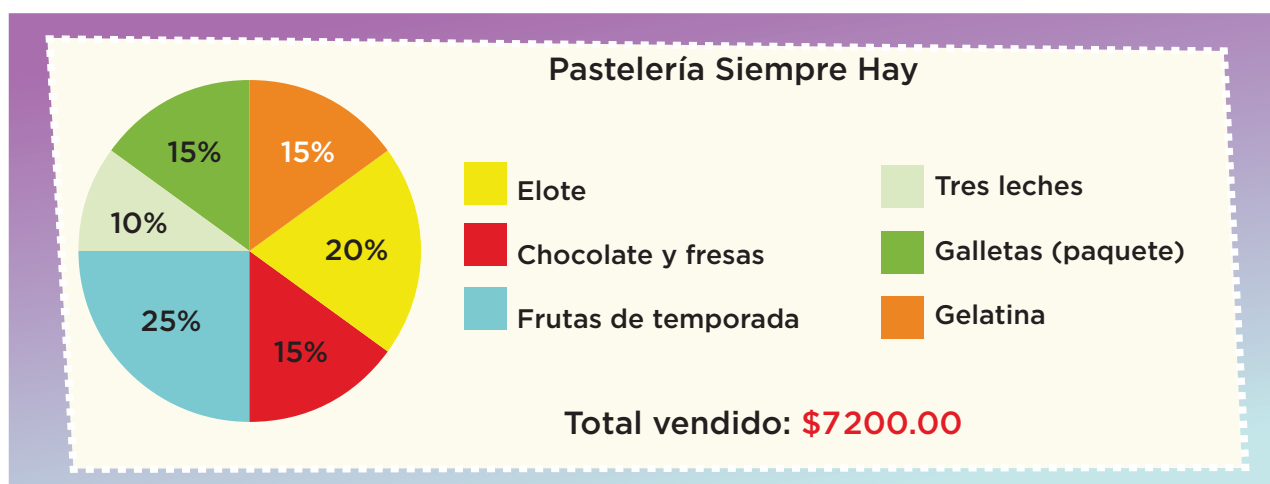 Pastelería Siempre Hay
15%
15%
20%
10%
25%
15%
Elote
Chocolate y fresas
Frutas de temporada
Tres leches
Galletas (paquete)
Gelatina
Total vendido: $7200.00